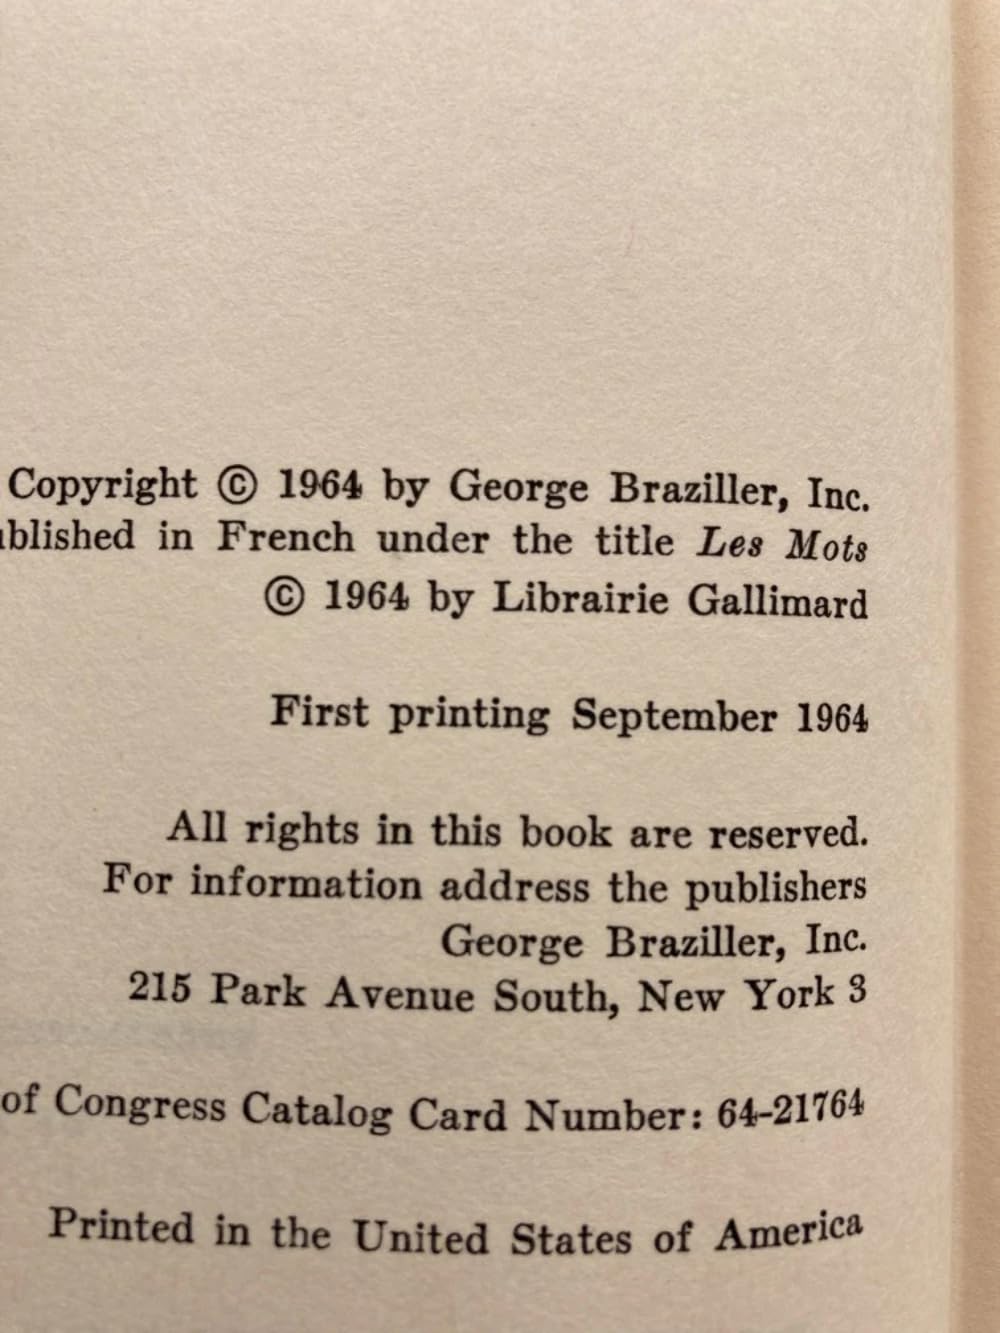 Copyright © 1964 by George Braziller, Inc.
blished in French under the title Les Mots
© 1964 by Librairie Gallimard
First printing September 1964
All rights in this book are reserved.
For information address the publishers
George Braziller, Inc.
215 Park Avenue South, New York 3
of Congress Catalog Card Number: 64-21764
Printed in the United States of America